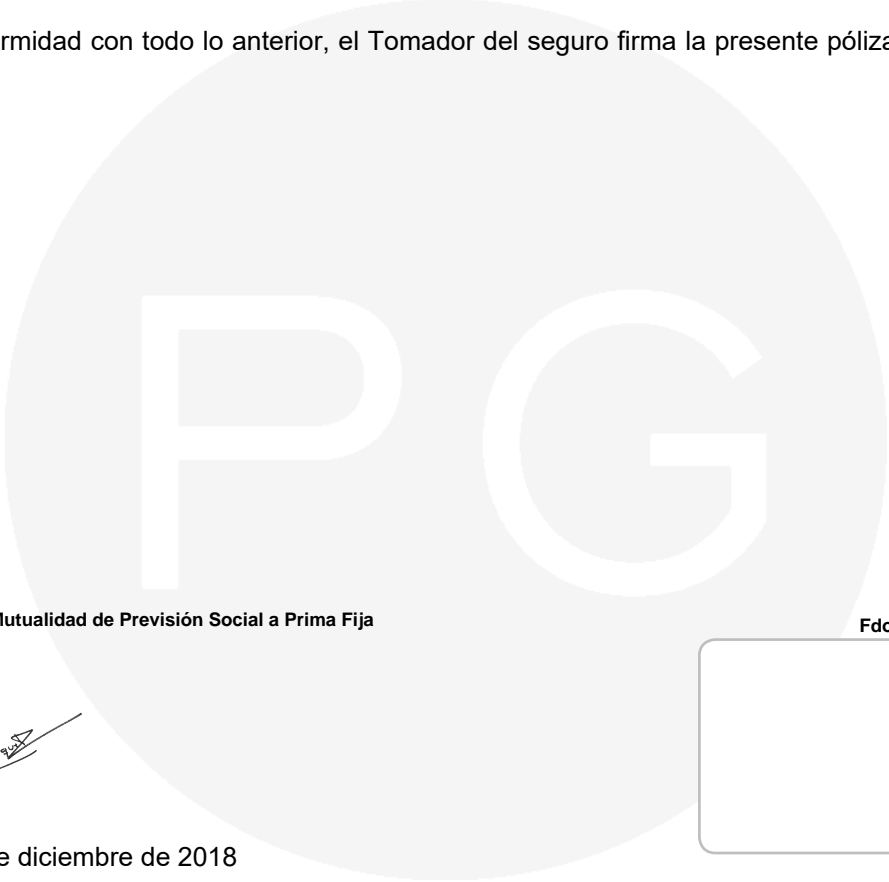 rmidad con todo lo anterior, el Tomador del seguro firma la presente póliza
PG
Mutualidad de Previsión Social a Prima Fija
Fdo
e diciembre de 2018